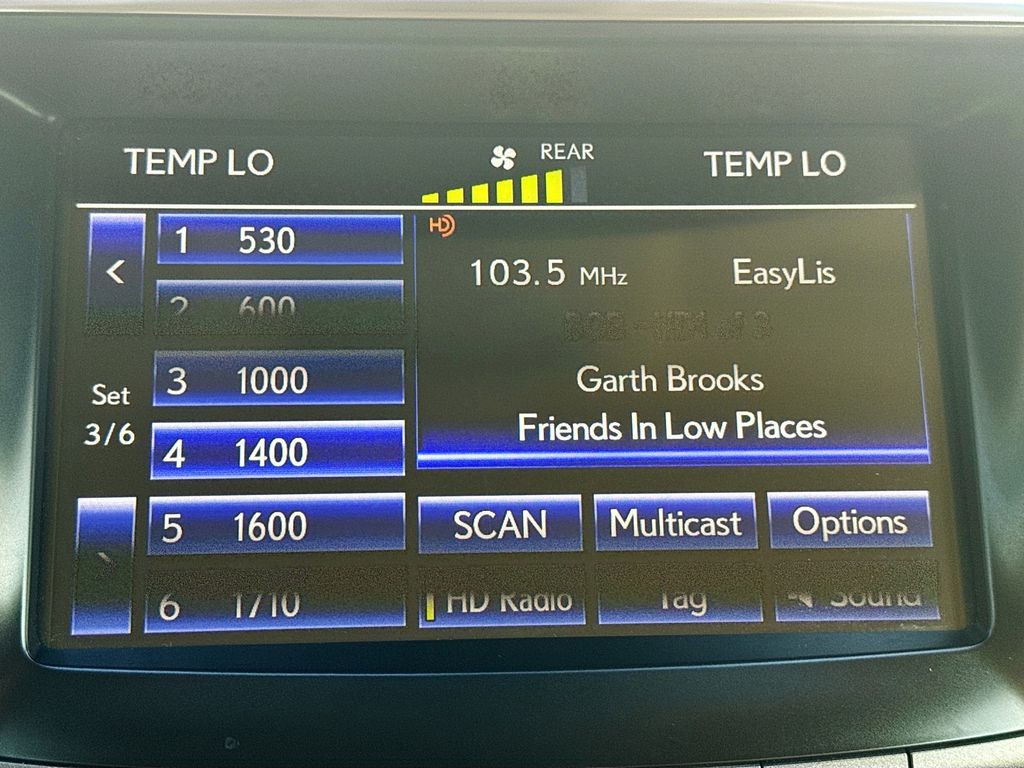 TEMP LO REAR TEMP LO
HD
1 530
2 600
<
103.5 MHz EasyLis
3 1000
Set
3/6
Garth Brooks
4 1400
Friends In Low Places
5 1600
SCAN Multicast Options
>
6 1710
HD Radio Tag Sound